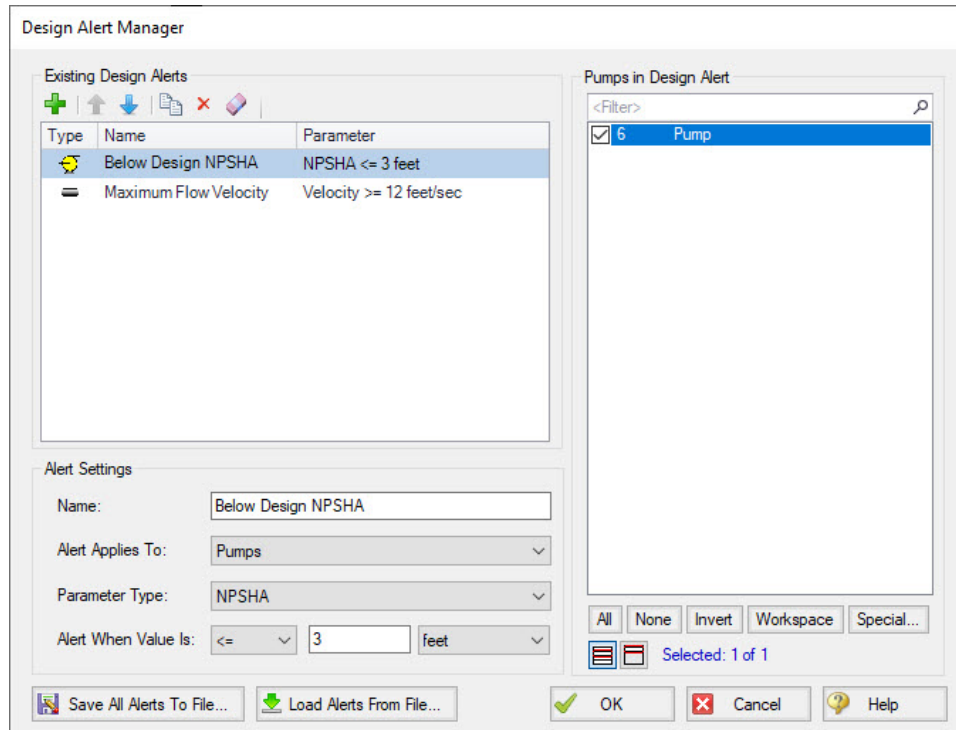 Design Alert Manager
Existing Design Alerts
Type Name Parameter
Below Design NPSHA NPSHA <= 3 feet
Maximum Flow Velocity Velocity >= 12 feet/sec
Alert Settings
Name: Below Design NPSHA
Alert Applies To: Pumps
Parameter Type: NPSHA
Alert When Value Is: <= 3 feet
Pumps in Design Alert
<Filter>
6 Pump
All None Invert Workspace Special...
Selected: 1 of 1
Save All Alerts To File... Load Alerts From File... OK Cancel Help